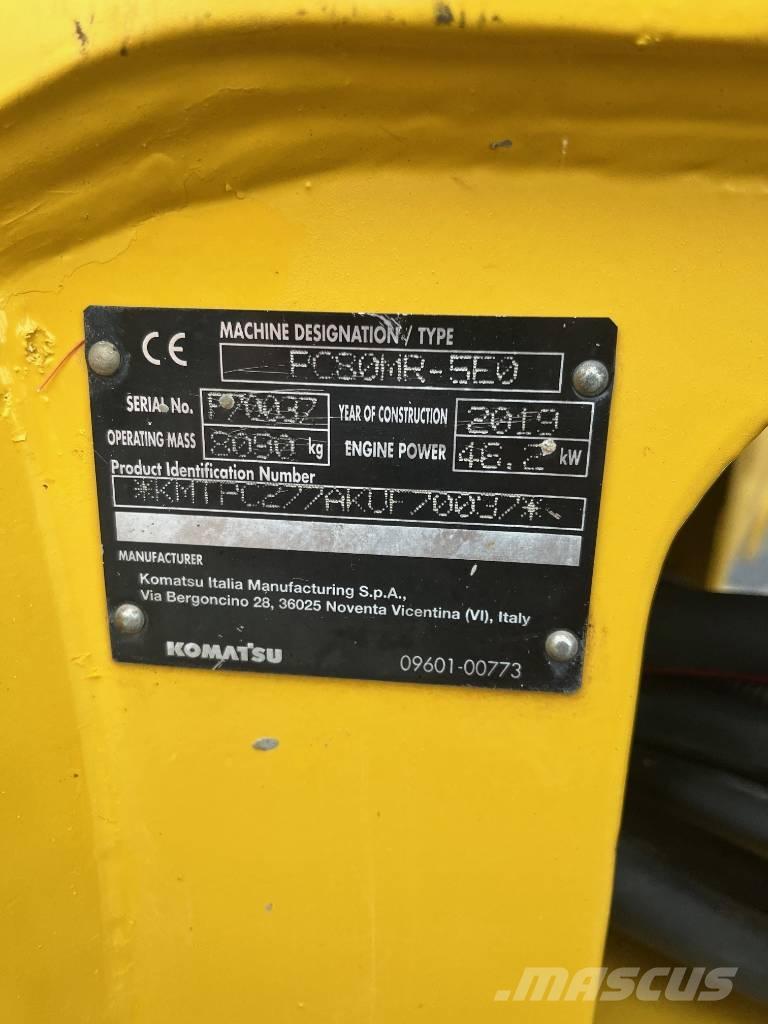 CE
MACHINE DESIGNATION / TYPE
PC80MR-5E0
SERIAL No. F70037 YEAR OF CONSTRUCTION 2019
OPERATING MASS 8090 kg ENGINE POWER 46.2 kW
Product Identification Number
*KMTPC277AKUF70037*
MANUFACTURER
Komatsu Italia Manufacturing S.p.A.,
Via Bergoncino 28, 36025 Noventa Vicentina (VI), Italy
KOMATSU 09601-00773
MASCUS